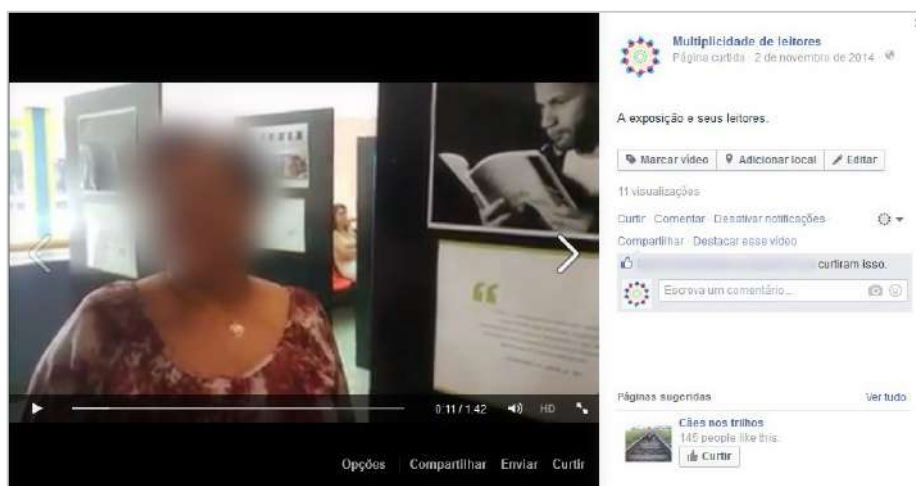 Multiplicidade de leitores
Página curtida · 2 de novembro de 2014 ·
A exposição e seus leitores.
Marcar vídeo Adicionar local Editar
11 visualizações
Curtir · Comentar · Desativar notificações ·
Compartilhar · Destacar esse vídeo
curtiram isso.
Escreva um comentário...
0:11 / 1:42 HD
Opções Compartilhar Enviar Curtir
Páginas sugeridas Ver tudo
Cães nos trilhos
145 people like this.
Curtir